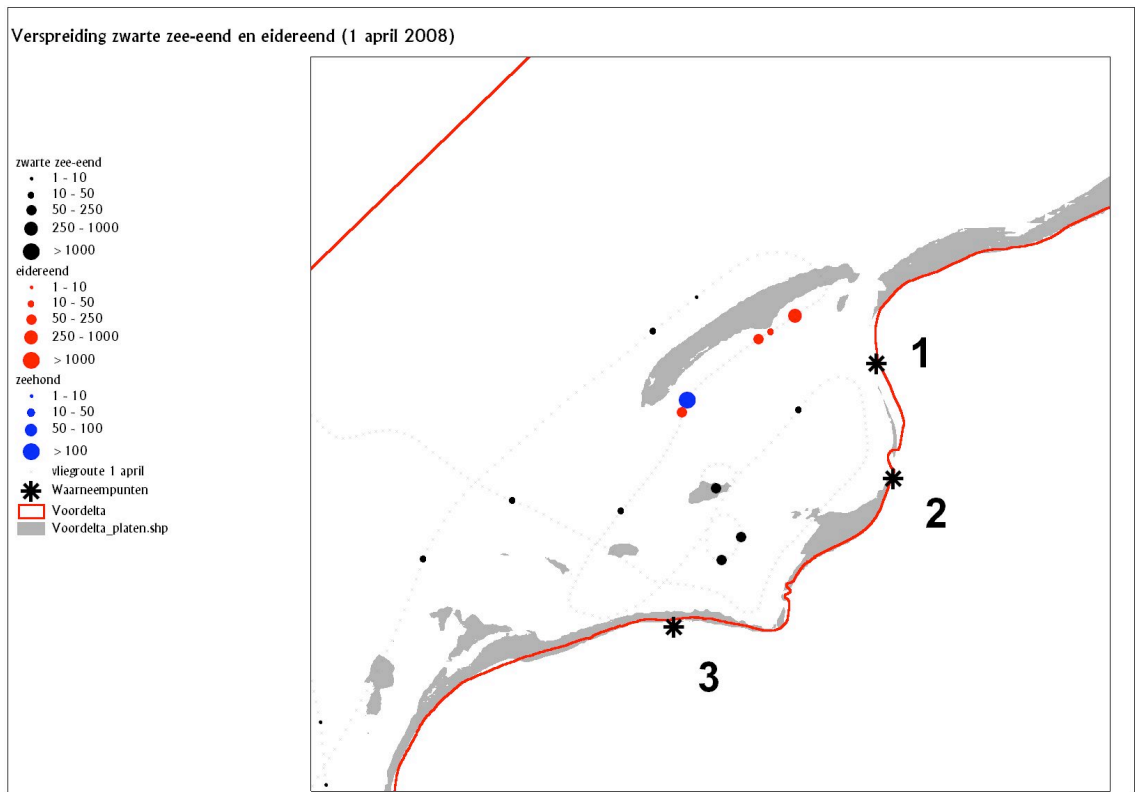 Verspreiding zwarte zee-eend en eidereend (1 april 2008)
zwarte zee-eend
1 - 10
10 - 50
50 - 250
250 - 1000
> 1000
eidereend
1 - 10
10 - 50
50 - 250
250 - 1000
> 1000
zeehond
1 - 10
10 - 50
50 - 100
> 100
vliegroute 1 april
Waarneempunten
Voordelta
Voordelta_platen.shp
1
2
3